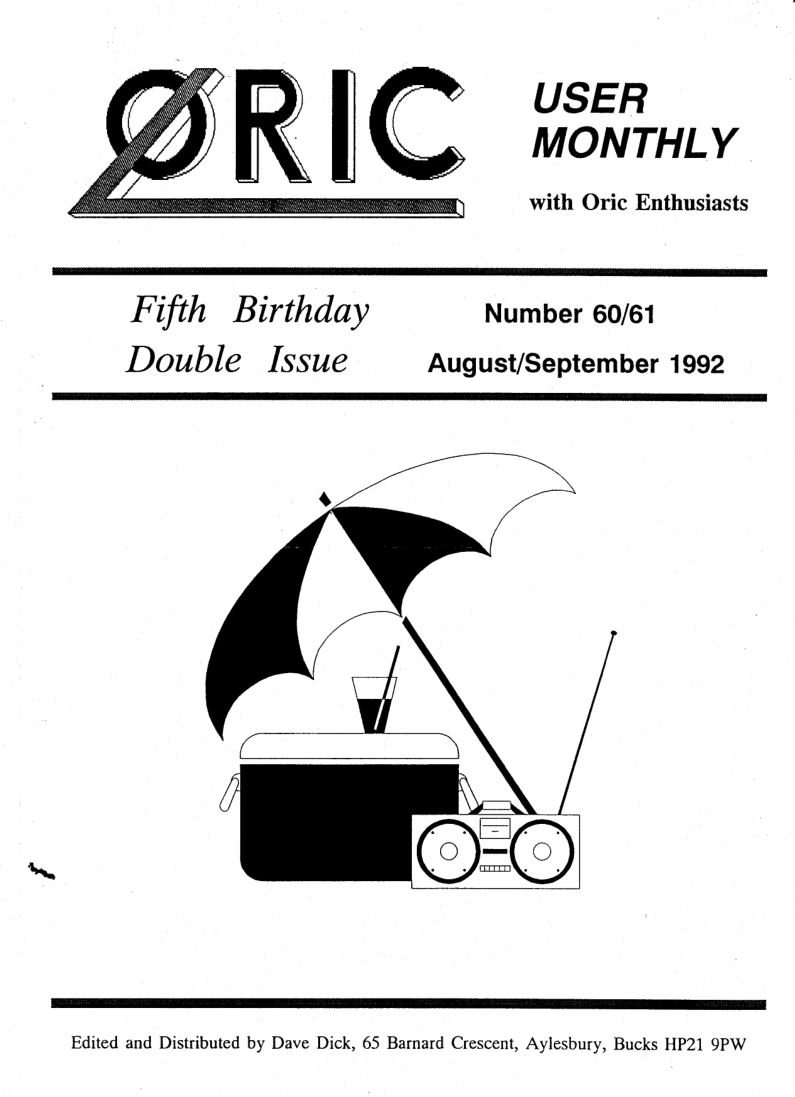 ORIC
USER
MONTHLY
with Oric Enthusiasts
Fifth Birthday
Double Issue
Number 60/61
August/September 1992
Edited and Distributed by Dave Dick, 65 Barnard Crescent, Aylesbury, Bucks HP21 9PW